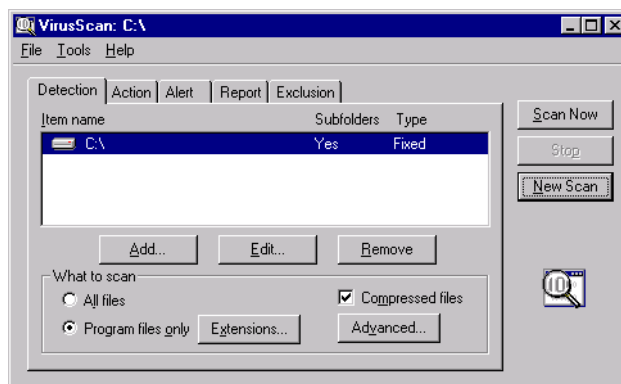 VirusScan: C:\
File Tools Help
Detection Action Alert Report Exclusion
Item name Subfolders Type
C:\ Yes Fixed
Add... Edit... Remove
What to scan
All files
Compressed files
Program files only Extensions... Advanced...
Scan Now
Stop
New Scan